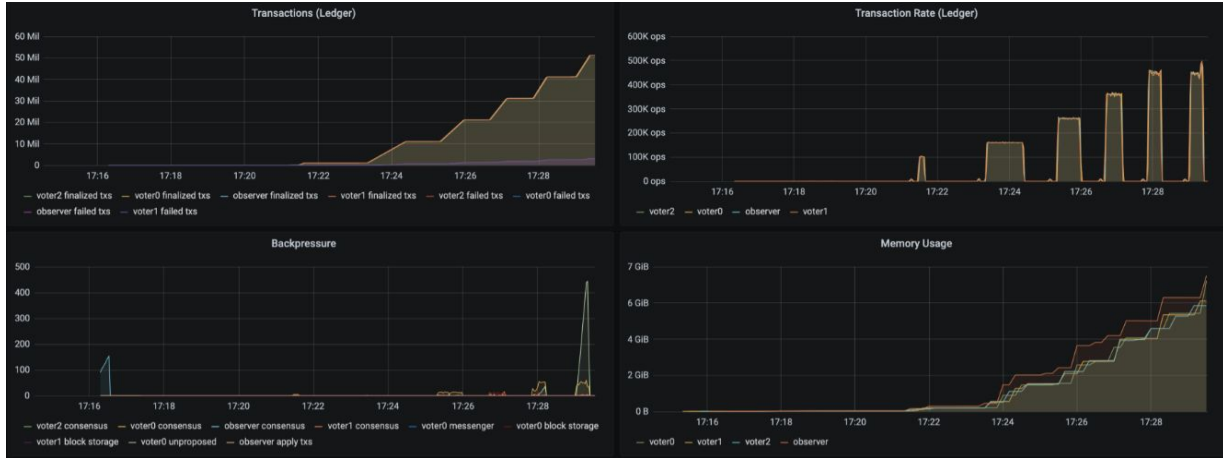 Transactions (Ledger)
60 Mil
50 Mil
40 Mil
30 Mil
20 Mil
10 Mil
0
17:16 17:18 17:20 17:22 17:24 17:26 17:28
voter2 finalized txs voter0 finalized txs observer finalized txs voter1 finalized txs voter2 failed txs voter0 failed txs
observer failed txs voter1 failed txs
Transaction Rate (Ledger)
600K ops
500K ops
400K ops
300K ops
200K ops
100K ops
0 ops
17:16 17:18 17:20 17:22 17:24 17:26 17:28
voter2 voter0 observer voter1
Backpressure
500
400
300
200
100
0
17:16 17:18 17:20 17:22 17:24 17:26 17:28
voter2 consensus voter0 consensus observer consensus voter1 consensus voter0 messenger voter0 block storage
voter1 block storage voter0 unproposed observer apply txs
Memory Usage
7 GiB
6 GiB
4 GiB
2 GiB
0 B
17:16 17:18 17:20 17:22 17:24 17:26 17:28
voter0 voter1 voter2 observer